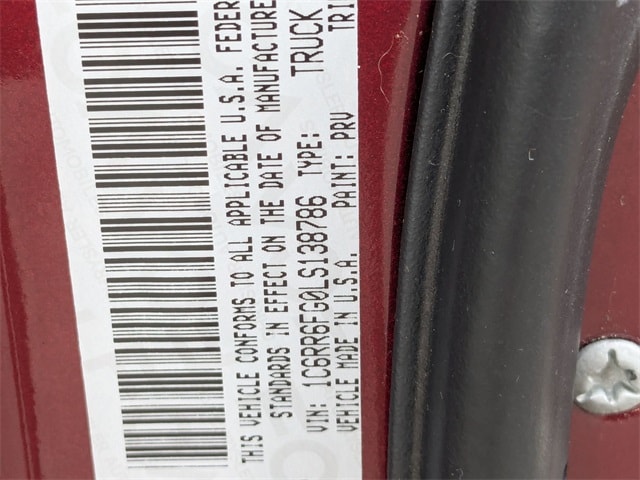 THIS VEHICLE CONFORMS TO ALL APPLICABLE U.S.A. FEDER
STANDARDS IN EFFECT ON THE DATE OF MANUFACTURE
VIN: 1C6RR6FG0LS138786 TYPE: TRUCK
VEHICLE MADE IN U.S.A. PAINT: PRV TRI